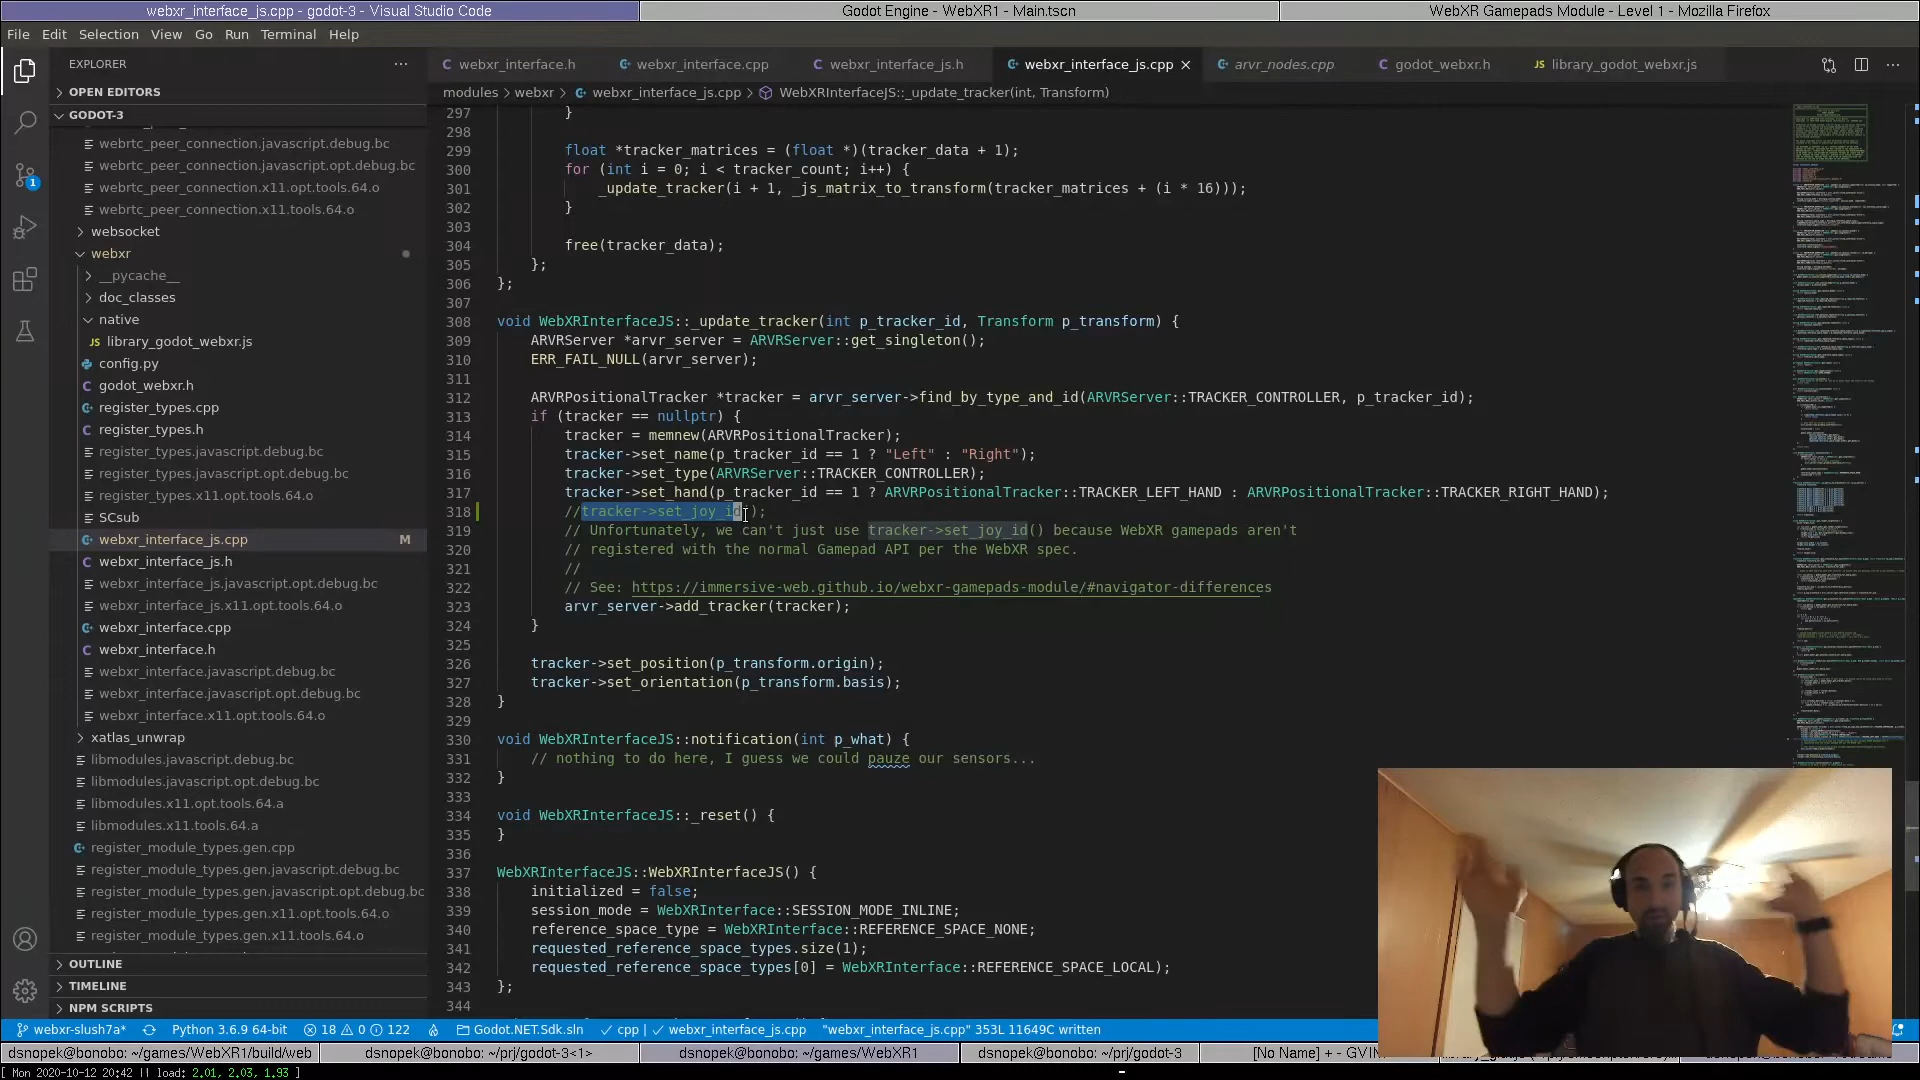 webxr_interface_js.cpp - godot-3 - Visual Studio Code
Godot Engine - WebXR1 - Main.tscn
WebXR Gamepads Module - Level 1 - Mozilla Firefox
File Edit Selection View Go Run Terminal Help
EXPLORER
webxr_interface.h
webxr_interface.cpp
webxr_interface_js.h
webxr_interface_js.cpp
arvr_nodes.cpp
godot_webxr.h
JS library_godot_webxr.js
modules > webxr > webxr_interface_js.cpp > WebXRInterfaceJS::_update_tracker(int, Transform)
OPEN EDITORS
GODOT-3
webrtc_peer_connection.javascript.debug.bc
webrtc_peer_connection.javascript.opt.debug.bc
webrtc_peer_connection.x11.opt.tools.64.o
webrtc_peer_connection.x11.tools.64.o
websocket
webxr
__pycache__
doc_classes
native
JS library_godot_webxr.js
config.py
godot_webxr.h
register_types.cpp
register_types.h
register_types.javascript.debug.bc
register_types.javascript.opt.debug.bc
register_types.x11.opt.tools.64.o
SCsub
webxr_interface_js.cpp M
webxr_interface_js.h
webxr_interface_js.javascript.opt.debug.bc
webxr_interface_js.x11.opt.tools.64.o
webxr_interface.cpp
webxr_interface.h
webxr_interface.javascript.debug.bc
webxr_interface.javascript.opt.debug.bc
webxr_interface.x11.opt.tools.64.o
xatlas_unwrap
libmodules.javascript.debug.bc
libmodules.javascript.opt.debug.bc
libmodules.x11.opt.tools.64.a
libmodules.x11.tools.64.a
register_module_types.gen.cpp
register_module_types.gen.javascript.debug.bc
register_module_types.gen.javascript.opt.debug.bc
register_module_types.gen.x11.opt.tools.64.o
register_module_types.gen.x11.tools.64.o
OUTLINE
TIMELINE
NPM SCRIPTS
1
297 }
298
299 float *tracker_matrices = (float *)(tracker_data + 1);
300 for (int i = 0; i < tracker_count; i++) {
301 _update_tracker(i + 1, _js_matrix_to_transform(tracker_matrices + (i * 16)));
302 }
303
304 free(tracker_data);
305 };
306 };
307
308 void WebXRInterfaceJS::_update_tracker(int p_tracker_id, Transform p_transform) {
309 ARVRServer *arvr_server = ARVRServer::get_singleton();
310 ERR_FAIL_NULL(arvr_server);
311
312 ARVRPositionalTracker *tracker = arvr_server->find_by_type_and_id(ARVRServer::TRACKER_CONTROLLER, p_tracker_id);
313 if (tracker == nullptr) {
314 tracker = memnew(ARVRPositionalTracker);
315 tracker->set_name(p_tracker_id == 1 ? "Left" : "Right");
316 tracker->set_type(ARVRServer::TRACKER_CONTROLLER);
317 tracker->set_hand(p_tracker_id == 1 ? ARVRPositionalTracker::TRACKER_LEFT_HAND : ARVRPositionalTracker::TRACKER_RIGHT_HAND);
318 //tracker->set_joy_id();
319 // Unfortunately, we can't just use tracker->set_joy_id() because WebXR gamepads aren't
320 // registered with the normal Gamepad API per the WebXR spec.
321 //
322 // See: https://immersive-web.github.io/webxr-gamepads-module/#navigator-differences
323 arvr_server->add_tracker(tracker);
324 }
325
326 tracker->set_position(p_transform.origin);
327 tracker->set_orientation(p_transform.basis);
328 }
329
330 void WebXRInterfaceJS::notification(int p_what) {
331 // nothing to do here, I guess we could pauze our sensors...
332 }
333
334 void WebXRInterfaceJS::_reset() {
335 }
336
337 WebXRInterfaceJS::WebXRInterfaceJS() {
338 initialized = false;
339 session_mode = WebXRInterface::SESSION_MODE_INLINE;
340 reference_space_type = WebXRInterface::REFERENCE_SPACE_NONE;
341 requested_reference_space_types.size(1);
342 requested_reference_space_types[0] = WebXRInterface::REFERENCE_SPACE_LOCAL);
343 };
344
webxr-slush7a* Python 3.6.9 64-bit 18 0 122 Godot.NET.Sdk.sln cpp | webxr_interface_js.cpp "webxr_interface_js.cpp" 353L 11649C written
dsnopek@bonobo: ~/games/WebXR1/build/web
dsnopek@bonobo: ~/prj/godot-3<1>
dsnopek@bonobo: ~/games/WebXR1
dsnopek@bonobo: ~/prj/godot-3
[No Name] + - GVIM
[ Mon 2020-10-12 20:42 || load: 2.01, 2.03, 1.93 ]